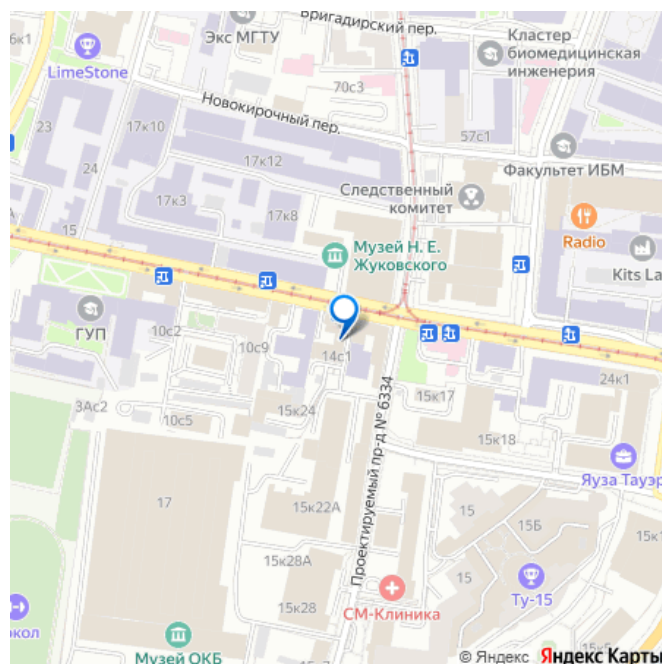 Бригадирский пер.
6к1
Экс МГТУ
Кластер
биомедицинская
инженерия
LimeStone
70с3
Новокирочный пер.
23
17к10
57с1
17к12
24
Факультет ИБМ
17к3
Следственный
комитет
15
17к8
Radio
Музей Н. Е.
Жуковского
Kits La
ГУП
10с2
10с9
14с1
24к1
3Ас2
10с5
15к24
15к17
15к18
Проектируемый пр-д № 6334
Яуза Тауэр
17
15к22А
15
15Б
15к1
15к28А
15
15к28
СМ-Клиника
Ту-15
окол
Музей ОКБ
© Яндекс Яндекс Карты